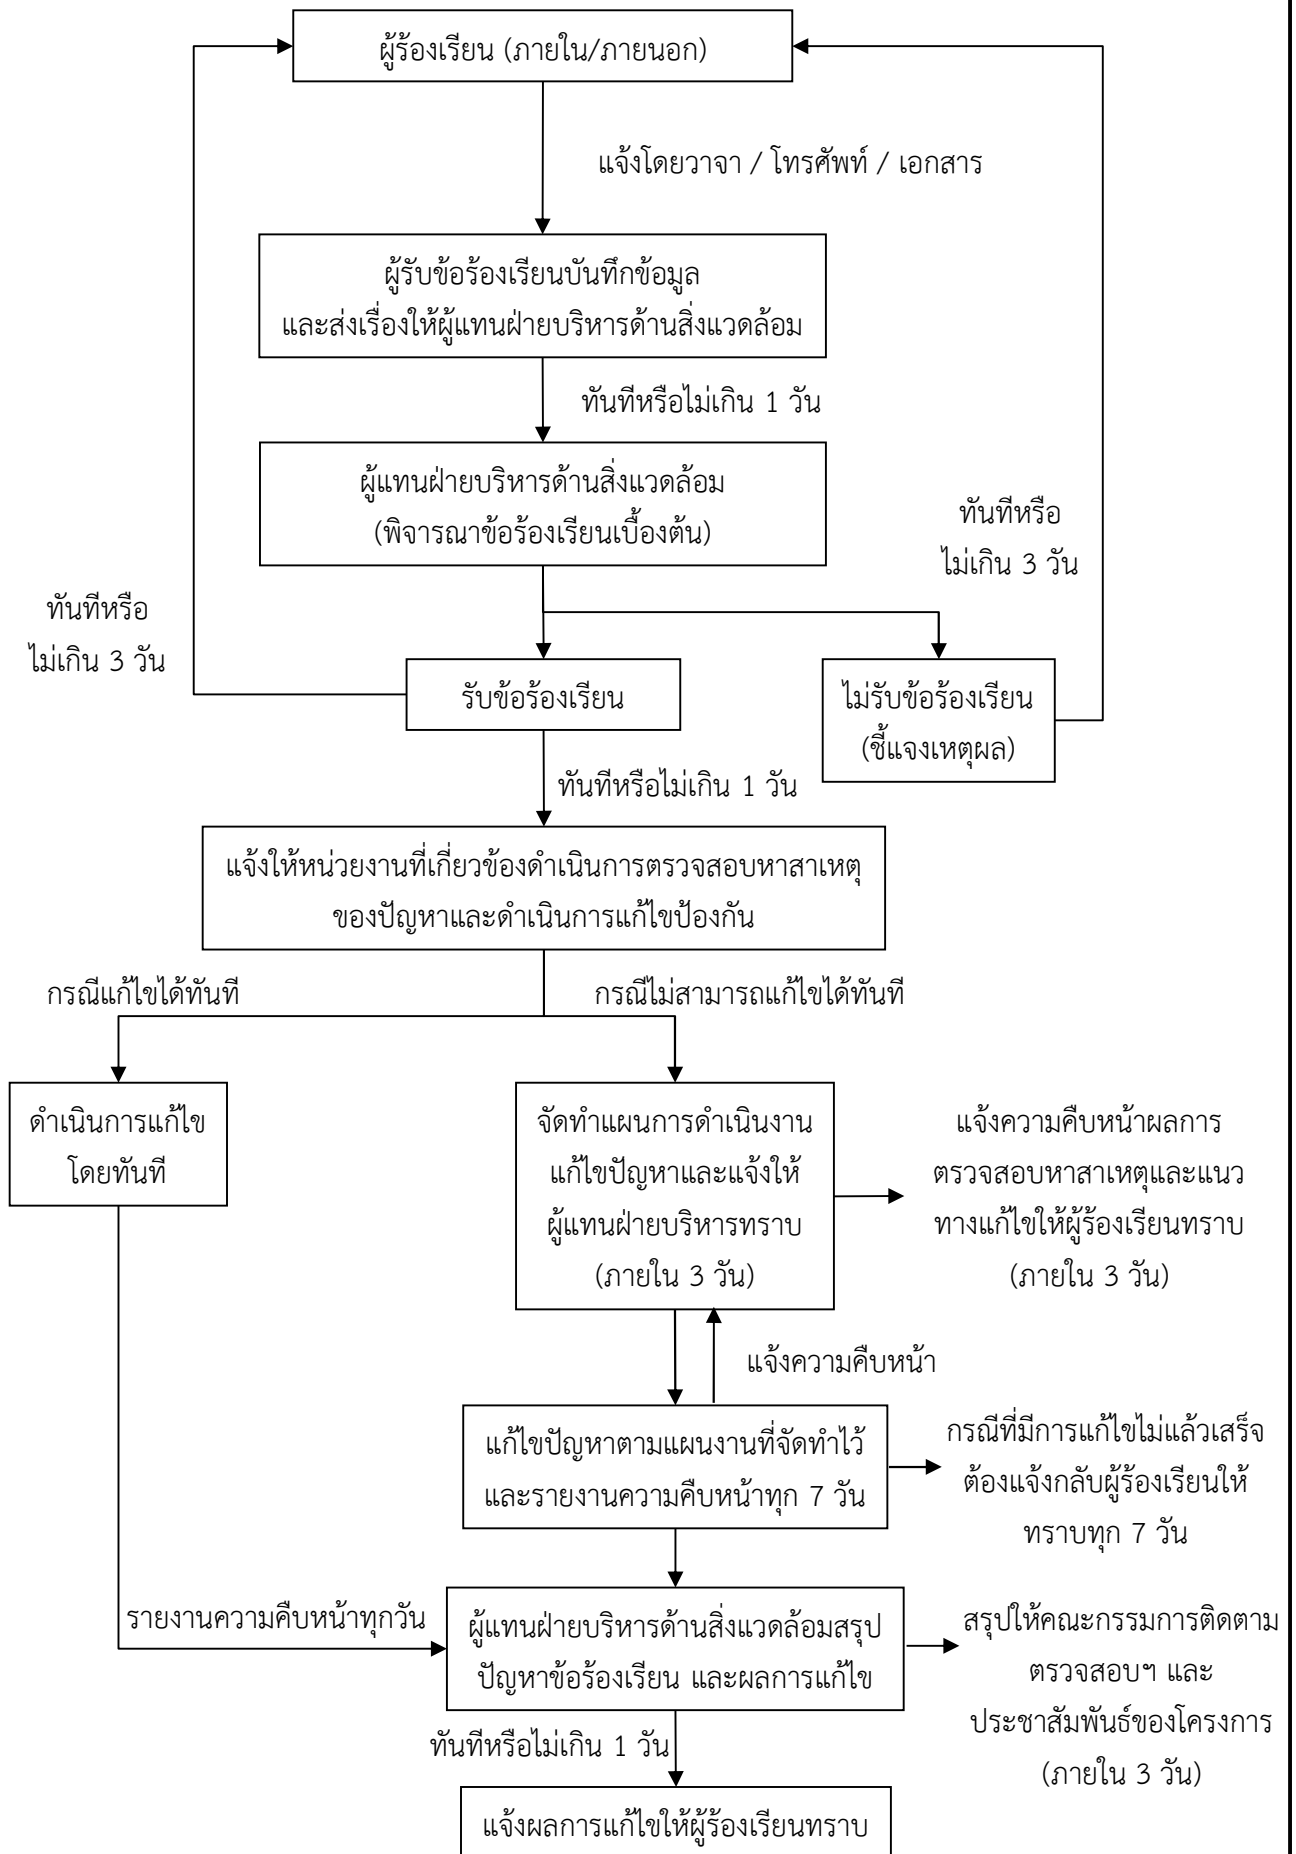 ผู้ร้องเรียน (ภายใน/ภายนอก)
แจ้งโดยวาจา / โทรศัพท์ / เอกสาร
ผู้รับข้อร้องเรียนบันทึกข้อมูล
และส่งเรื่องให้ผู้แทนฝ่ายบริหารด้านสิ่งแวดล้อม
ทันทีหรือไม่เกิน 1 วัน
ผู้แทนฝ่ายบริหารด้านสิ่งแวดล้อม
(พิจารณาข้อร้องเรียนเบื้องต้น)
ทันทีหรือ
ไม่เกิน 3 วัน
ทันทีหรือ
ไม่เกิน 3 วัน
รับข้อร้องเรียน
ไม่รับข้อร้องเรียน
(ชี้แจงเหตุผล)
ทันทีหรือไม่เกิน 1 วัน
แจ้งให้หน่วยงานที่เกี่ยวข้องดำเนินการตรวจสอบหาสาเหตุ
ของปัญหาและดำเนินการแก้ไขป้องกัน
กรณีแก้ไขได้ทันที
กรณีไม่สามารถแก้ไขได้ทันที
ดำเนินการแก้ไข
โดยทันที
จัดทำแผนการดำเนินงาน
แก้ไขปัญหาและแจ้งให้
ผู้แทนฝ่ายบริหารทราบ
(ภายใน 3 วัน)
แจ้งความคืบหน้าผลการ
ตรวจสอบหาสาเหตุและแนว
ทางแก้ไขให้ผู้ร้องเรียนทราบ
(ภายใน 3 วัน)
แจ้งความคืบหน้า
แก้ไขปัญหาตามแผนงานที่จัดทำไว้
และรายงานความคืบหน้าทุก 7 วัน
กรณีที่มีการแก้ไขไม่แล้วเสร็จ
ต้องแจ้งกลับผู้ร้องเรียนให้
ทราบทุก 7 วัน
รายงานความคืบหน้าทุกวัน
ผู้แทนฝ่ายบริหารด้านสิ่งแวดล้อมสรุป
ปัญหาข้อร้องเรียน และผลการแก้ไข
สรุปให้คณะกรรมการติดตาม
ตรวจสอบฯ และ
ประชาสัมพันธ์ของโครงการ
(ภายใน 3 วัน)
ทันทีหรือไม่เกิน 1 วัน
แจ้งผลการแก้ไขให้ผู้ร้องเรียนทราบ